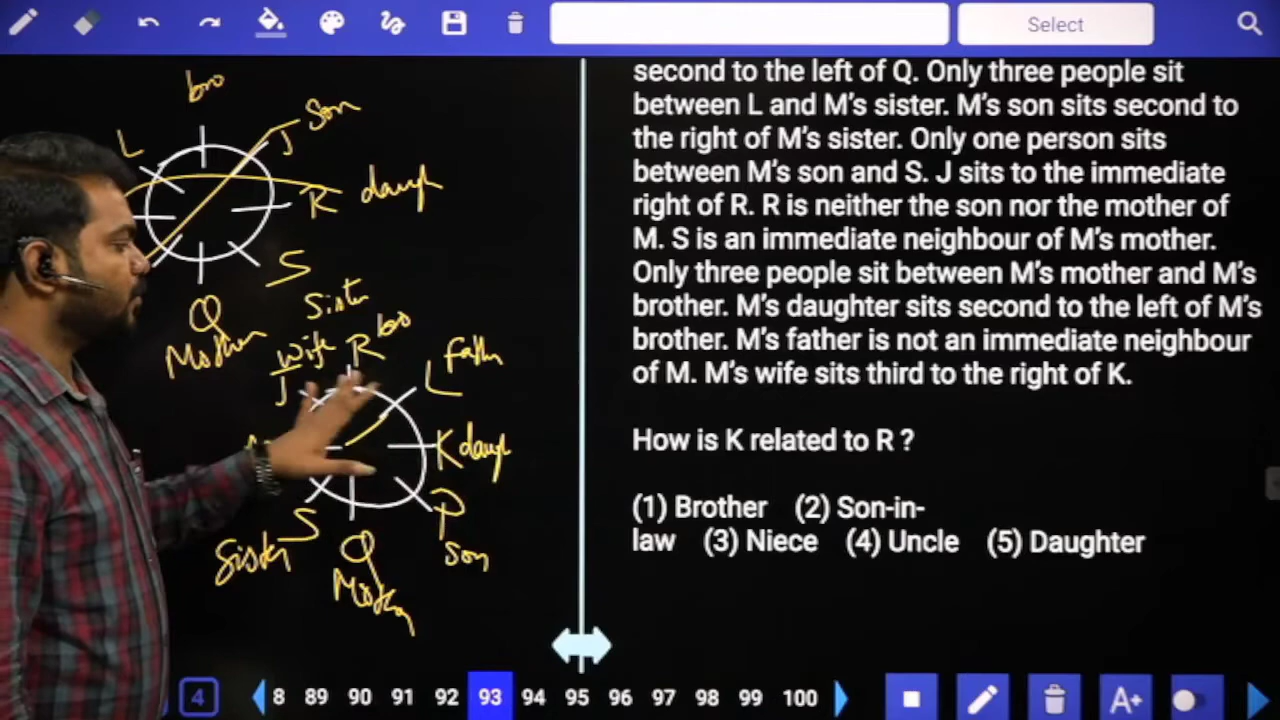 Select
bro
L
J Son
R daugh
S
Q
Mother
Sister
Wife
R bro
J
L Father
K daugh
P
son
S
Sister
Q
Mother
second to the left of Q. Only three people sit
between L and M's sister. M's son sits second to
the right of M's sister. Only one person sits
between M's son and S. J sits to the immediate
right of R. R is neither the son nor the mother of
M. S is an immediate neighbour of M's mother.
Only three people sit between M's mother and M's
brother. M's daughter sits second to the left of M's
brother. M's father is not an immediate neighbour
of M. M's wife sits third to the right of K.
How is K related to R ?
(1) Brother (2) Son-in-
law (3) Niece (4) Uncle (5) Daughter
4 8 89 90 91 92 93 94 95 96 97 98 99 100 A+